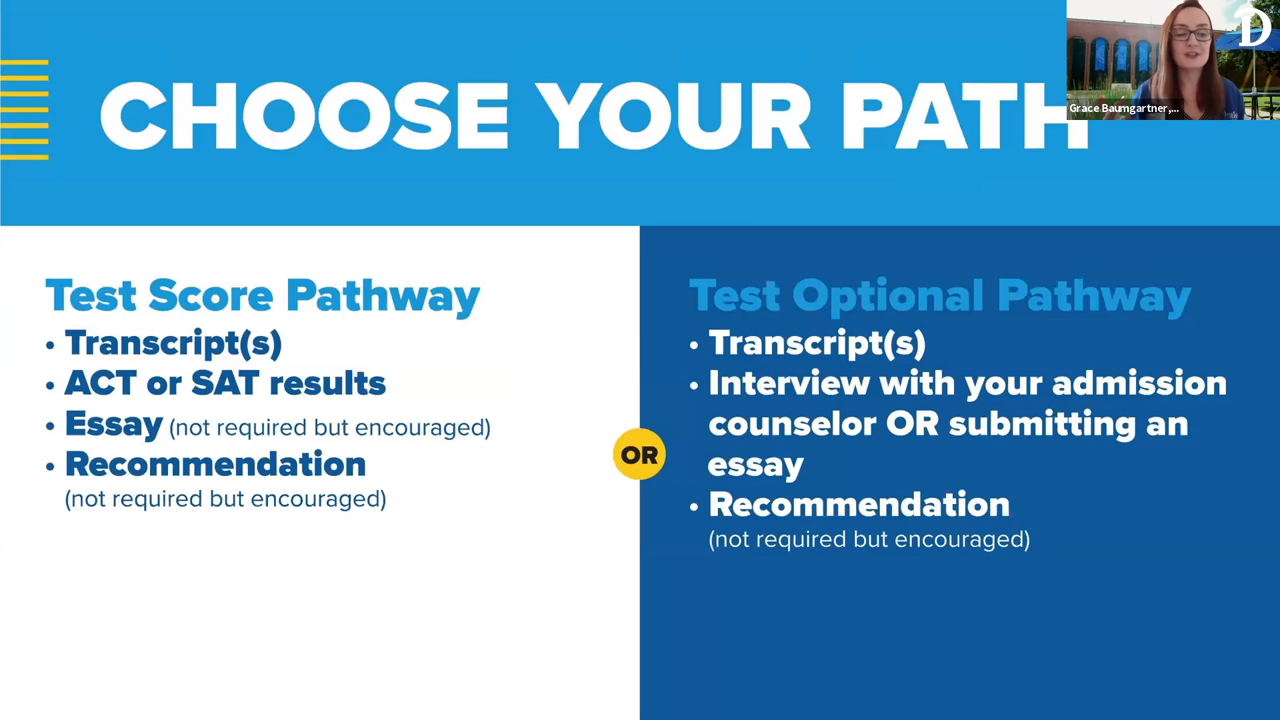 CHOOSE YOUR PATH
D
Grace Baumgartner,...
Test Score Pathway
• Transcript(s)
• ACT or SAT results
• Essay (not required but encouraged)
• Recommendation
(not required but encouraged)
OR
Test Optional Pathway
• Transcript(s)
• Interview with your admission
counselor OR submitting an
essay
• Recommendation
(not required but encouraged)